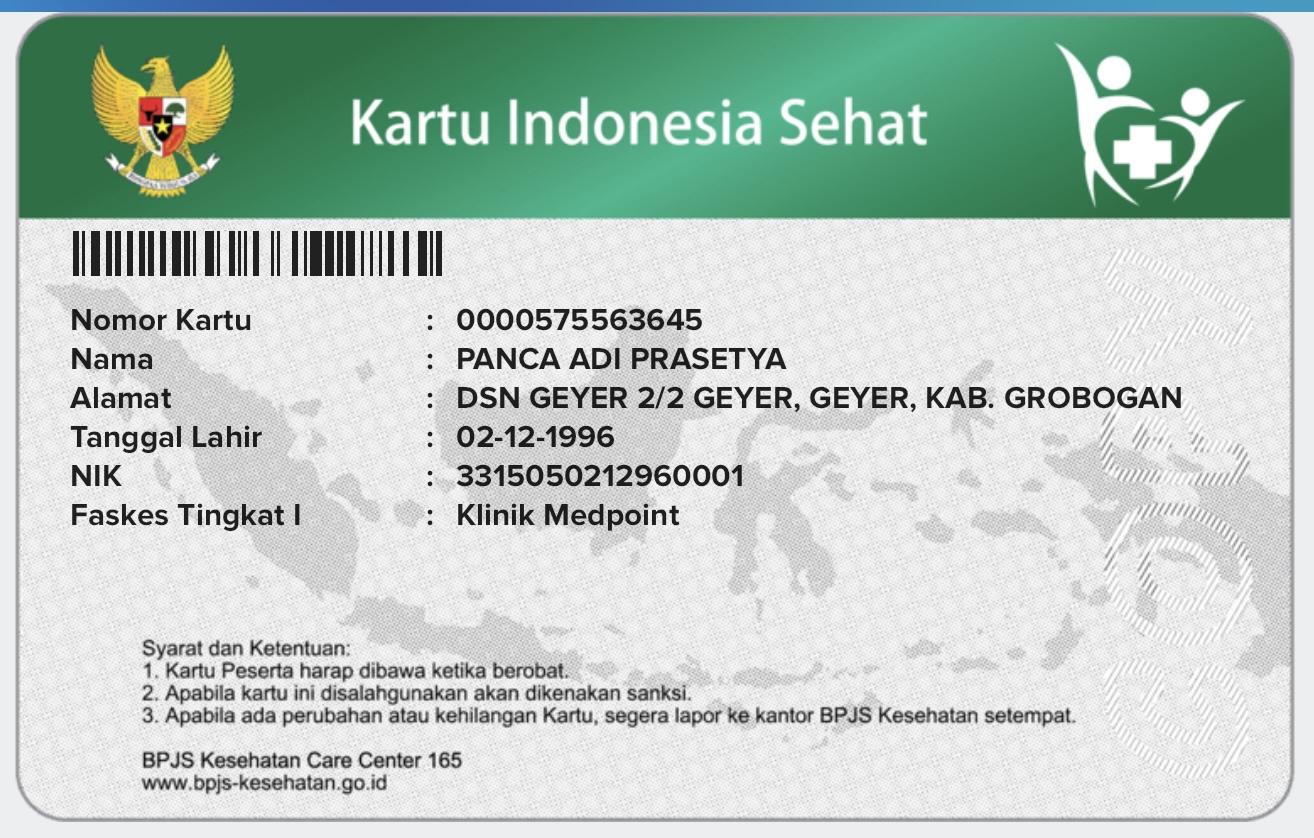 Kartu Indonesia Sehat
Nomor Kartu : 0000575563645
Nama : PANCA ADI PRASETYA
Alamat : DSN GEYER 2/2 GEYER, GEYER, KAB. GROBOGAN
Tanggal Lahir : 02-12-1996
NIK : 3315050212960001
Faskes Tingkat I : Klinik Medpoint
Syarat dan Ketentuan:
1. Kartu Peserta harap dibawa ketika berobat.
2. Apabila kartu ini disalahgunakan akan dikenakan sanksi.
3. Apabila ada perubahan atau kehilangan Kartu, segera lapor ke kantor BPJS Kesehatan setempat.
BPJS Kesehatan Care Center 165
www.bpjs-kesehatan.go.id